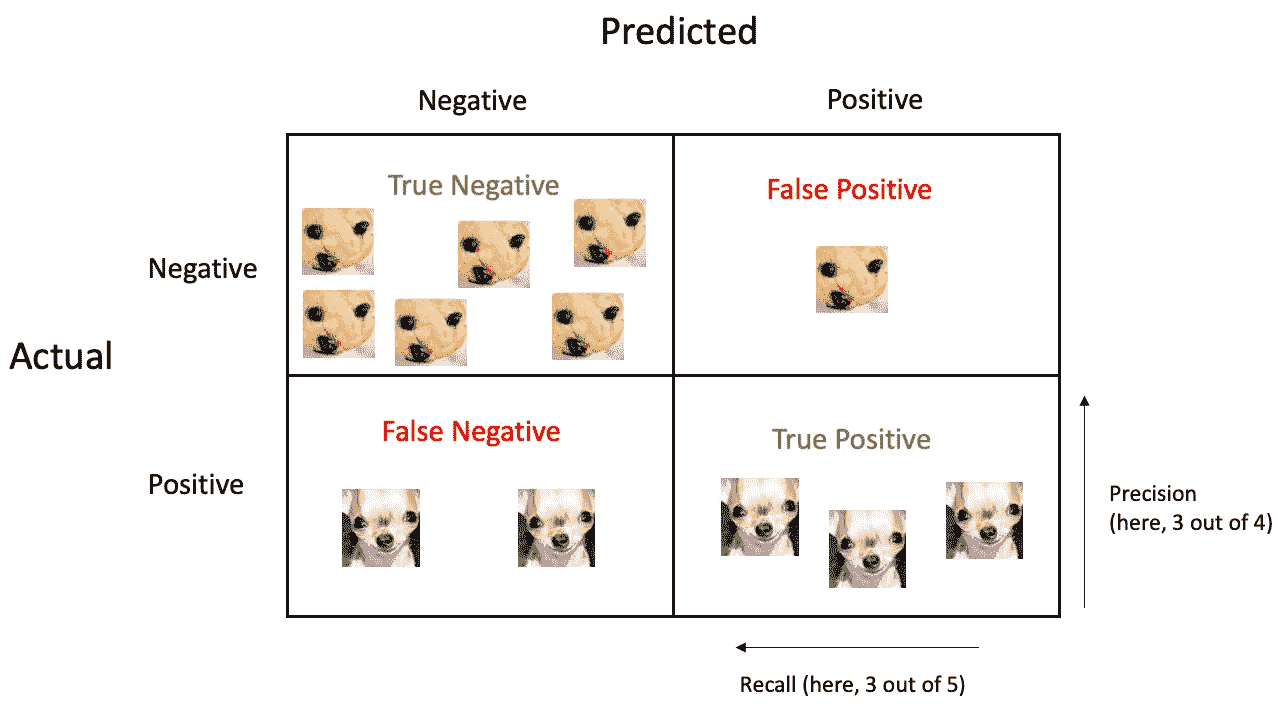 Predicted
Negative
Positive
True Negative
False Positive
Negative
Actual
False Negative
True Positive
Positive
Precision
(here, 3 out of 4)
Recall (here, 3 out of 5)